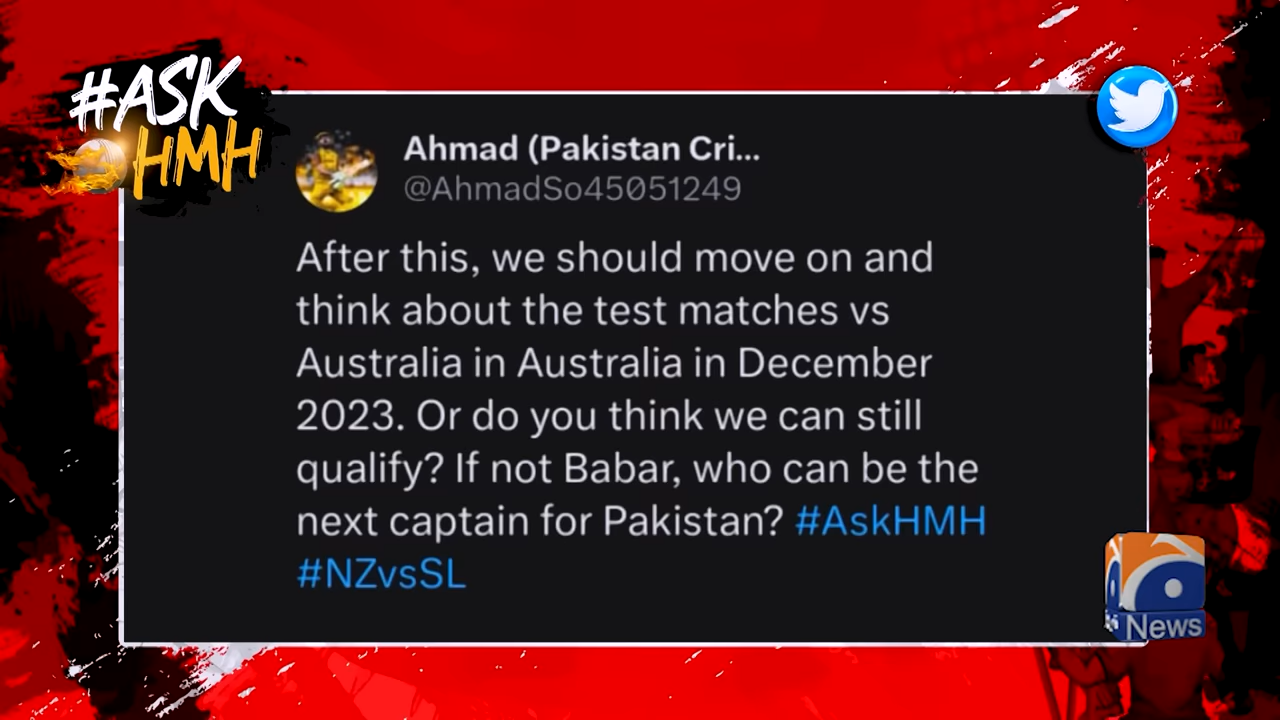 #ASK
HMH
Ahmad (Pakistan Cri...
@AhmadSo45051249
After this, we should move on and
think about the test matches vs
Australia in Australia in December
2023. Or do you think we can still
qualify? If not Babar, who can be the
next captain for Pakistan? #AskHMH
#NZvsSL
News